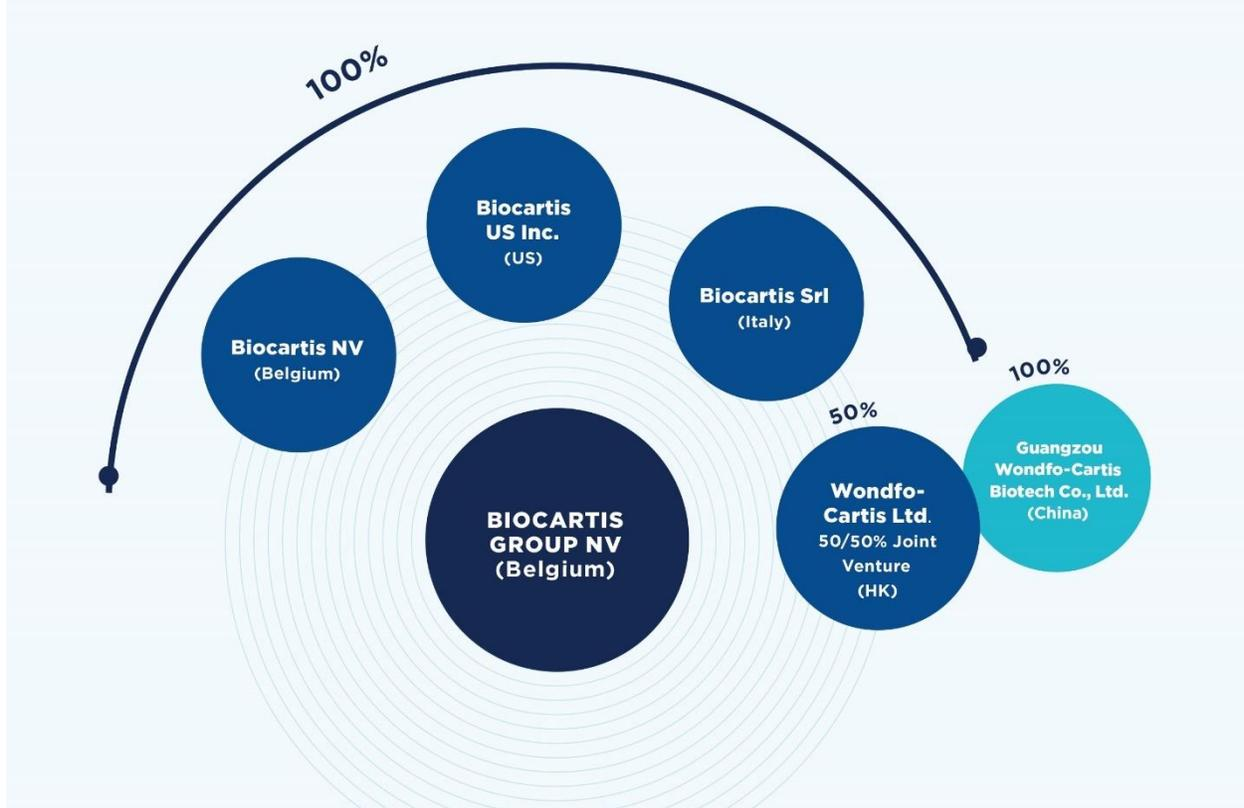 100%
Biocartis
US Inc.
(US)
Biocartis NV
(Belgium)
Biocartis Srl
(Italy)
BIOCARTIS
GROUP NV
(Belgium)
50%
Wondfo-
Cartis Ltd.
50/50% Joint
Venture
(HK)
100%
Guangzou
Wondfo-Cartis
Biotech Co., Ltd.
(China)